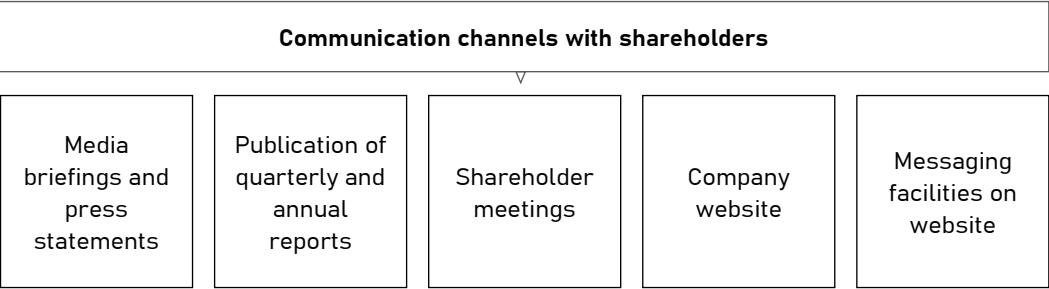 Communication channels with shareholders
Media
briefings and
press
statements
Publication of
quarterly and
annual
reports
Shareholder
meetings
Company
website
Messaging
facilities on
website